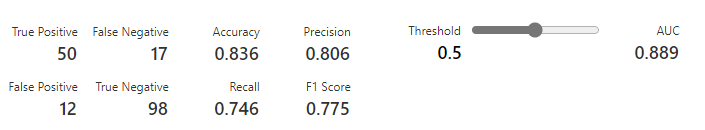 True Positive False Negative Accuracy Precision Threshold AUC
50 17 0.836 0.806 0.5 0.889
False Positive True Negative Recall F1 Score
12 98 0.746 0.775